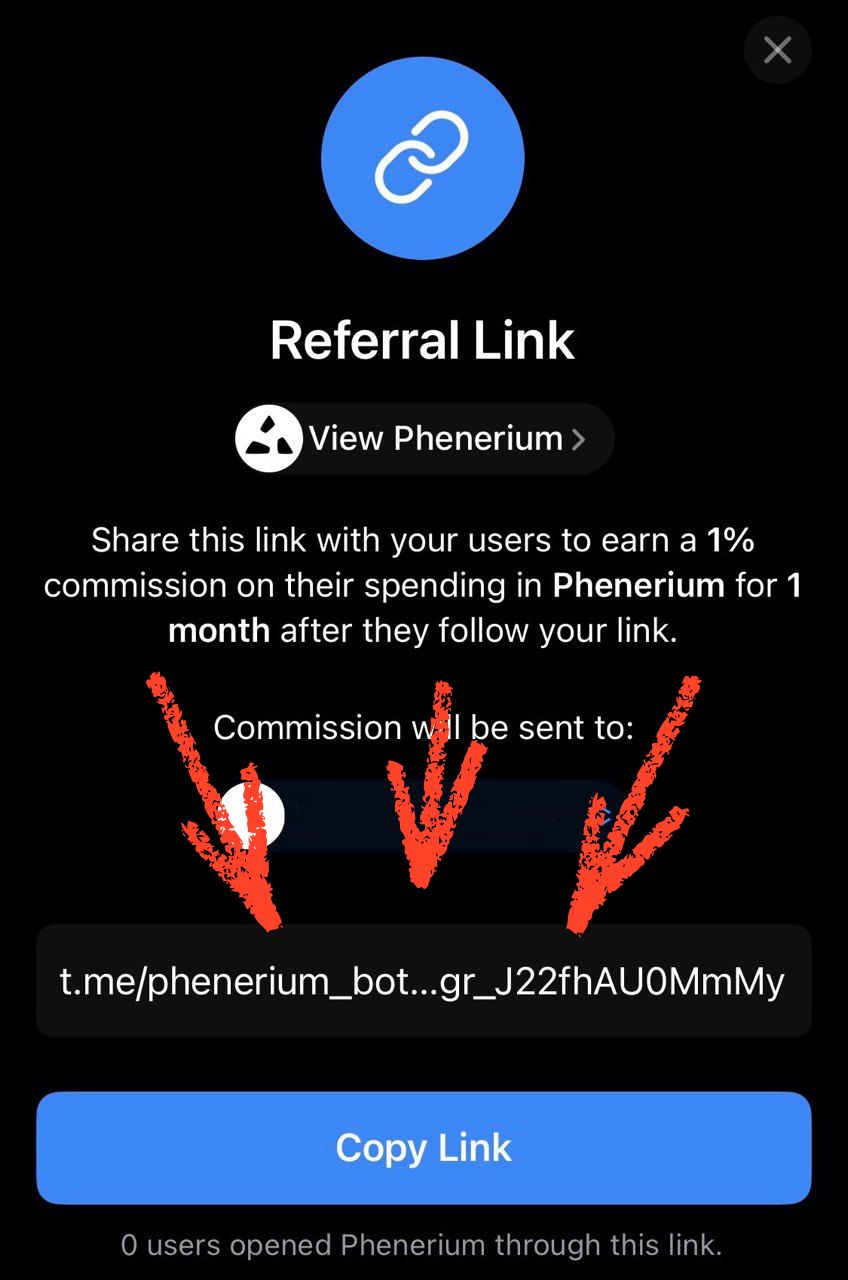 Referral Link
View Phenerium
Share this link with your users to earn a 1%
commission on their spending in Phenerium for 1
month after they follow your link.
Commission will be sent to:
t.me/phenerium_bot...gr_J22fhAU0MmMy
Copy Link
0 users opened Phenerium through this link.